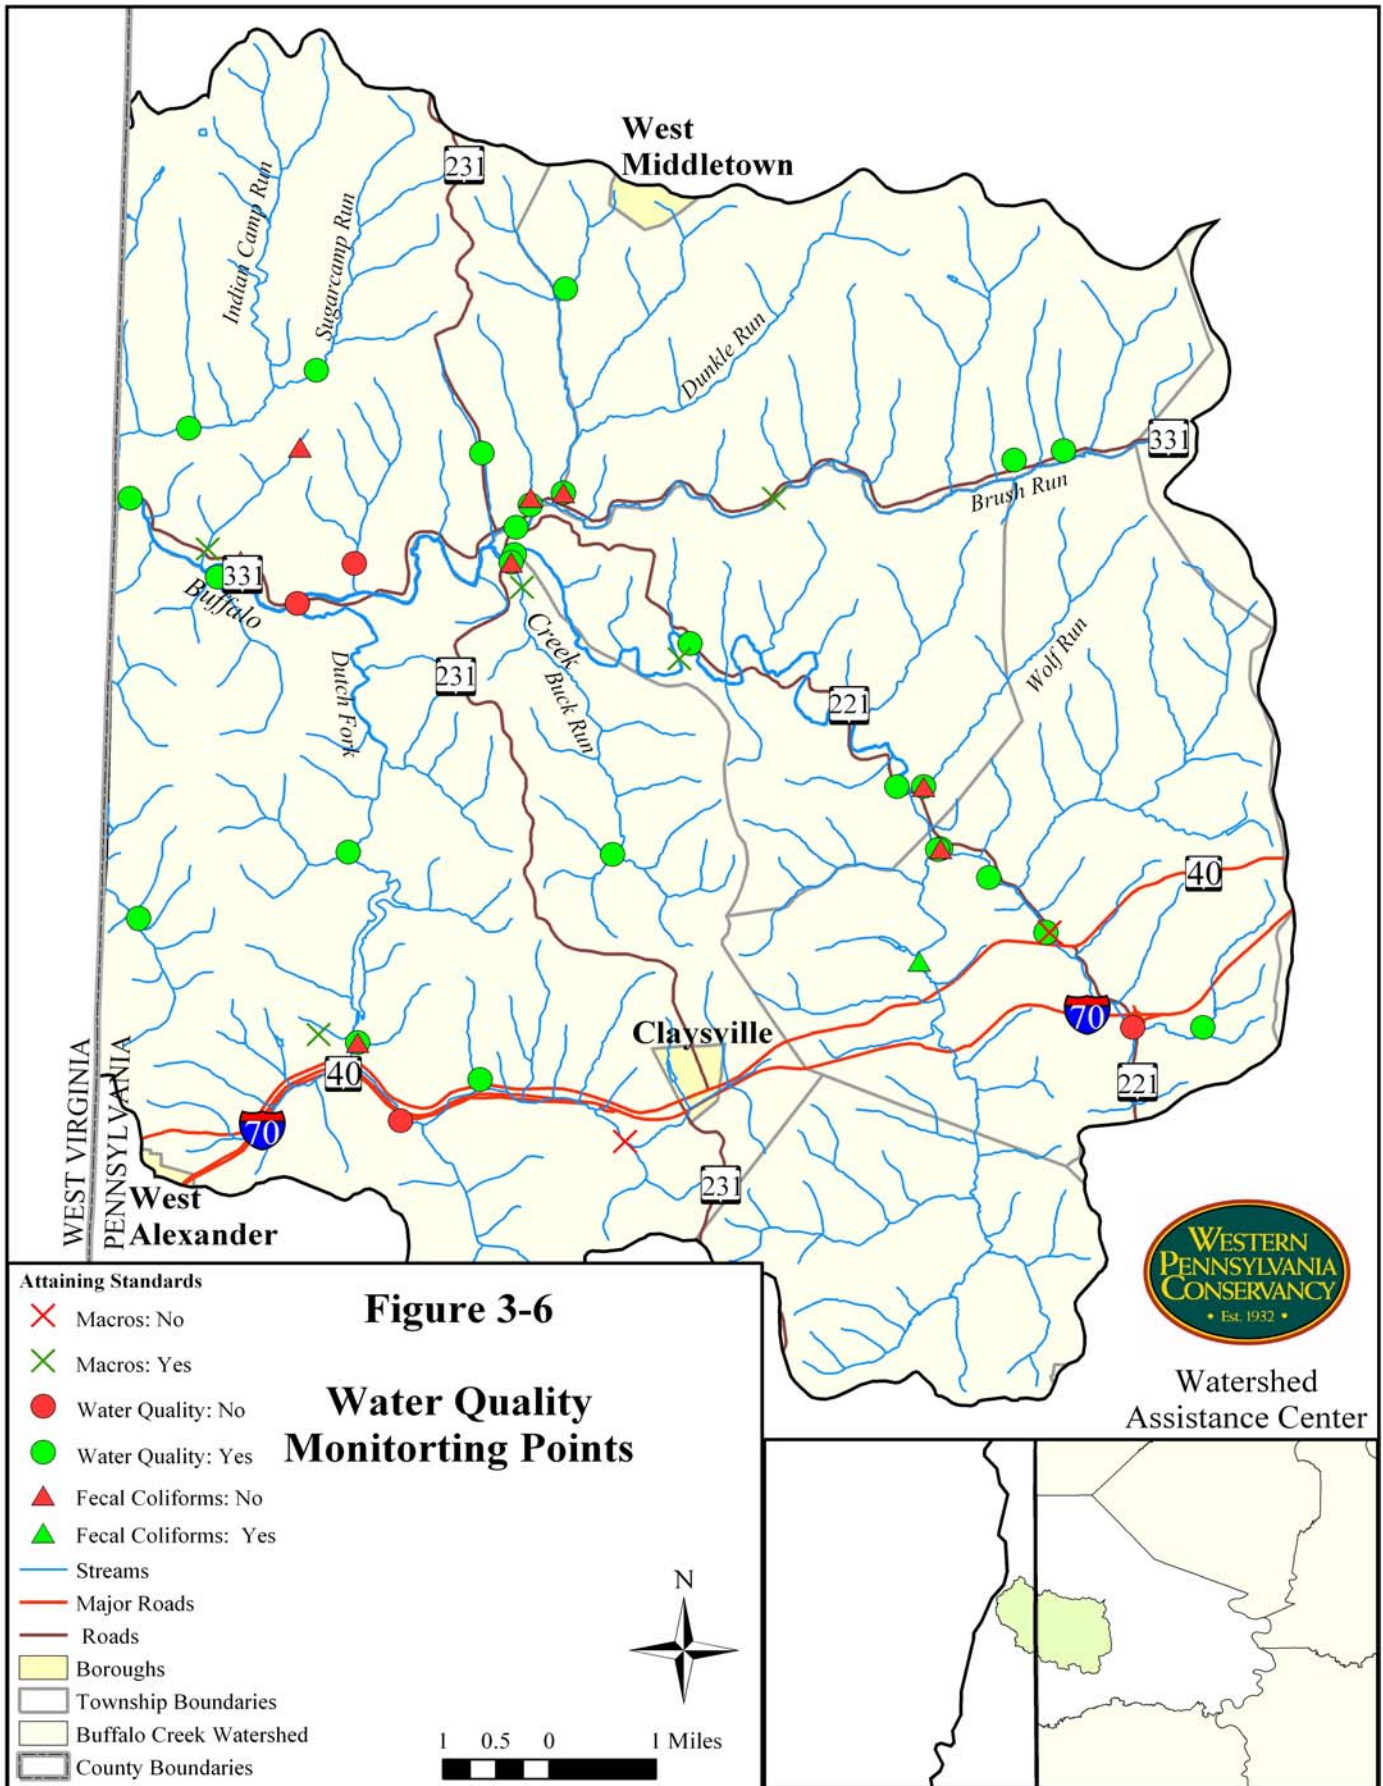 West
Middletown
231
Indian Camp Run
Sugarcamp Run
Dunkle Run
331
Brush Run
331
Buffalo
Creek
Dutch Fork
231
Buck Run
Wolf Run
221
40
Claysville
70
221
40
70
231
WEST VIRGINIA
PENNSYLVANIA
West
Alexander
WESTERN
PENNSYLVANIA
CONSERVANCY
• Est. 1932 •
Watershed
Assistance Center
Attaining Standards
Macros: No
Macros: Yes
Water Quality: No
Water Quality: Yes
Fecal Coliforms: No
Fecal Coliforms: Yes
Streams
Major Roads
Roads
Boroughs
Township Boundaries
Buffalo Creek Watershed
County Boundaries
Figure 3-6
Water Quality
Monitorting Points
N
1 0.5 0 1 Miles